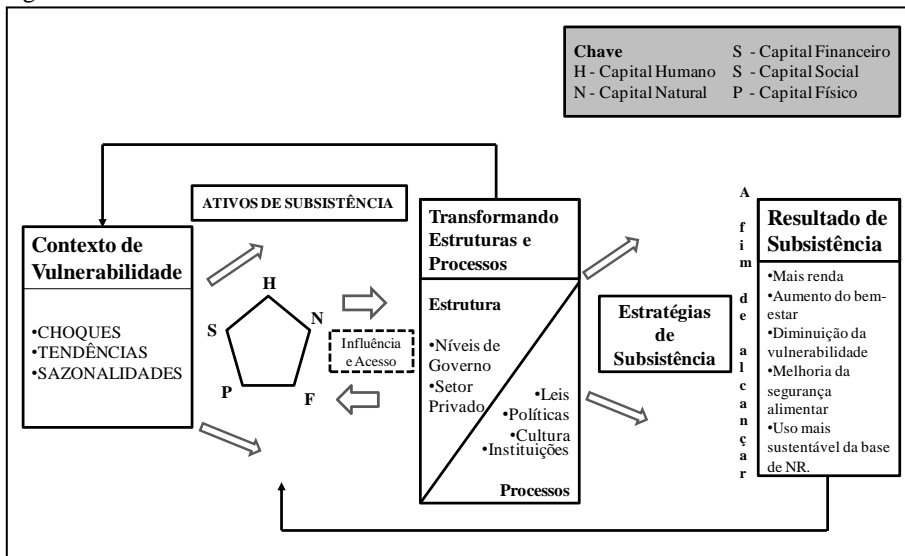 Chave
H - Capital Humano
N - Capital Natural
S - Capital Financeiro
S - Capital Social
P - Capital Físico
ATIVOS DE SUBSISTÊNCIA
Contexto de
Vulnerabilidade
•CHOQUES
•TENDÊNCIAS
•SAZONALIDADES
H
S
N
P
F
Influência
e Acesso
Transformando
Estruturas e
Processos
Estrutura
•Níveis de
Governo
•Setor
Privado
•Leis
•Políticas
•Cultura
•Instituições
Processos
Estratégias
de
Subsistência
A
f
i
m
d
e
a
l
c
a
n
ç
a
r
Resultado de
Subsistência
•Mais renda
•Aumento do bem-
estar
•Diminuição da
vulnerabilidade
•Melhoria da
segurança
alimentar
•Uso mais
sustentável da base
de NR.